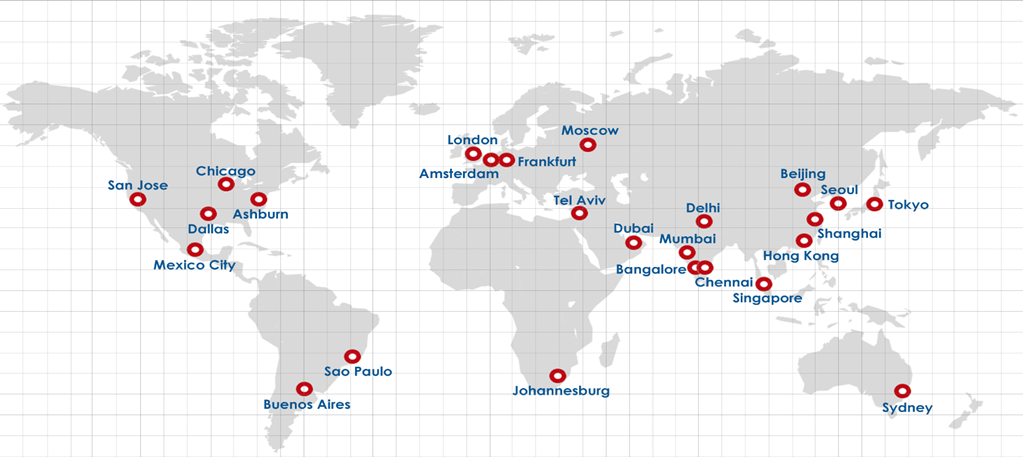 Moscow
London
Frankfurt
Amsterdam
Chicago
San Jose
Beijing
Seoul
Tel Aviv
Delhi
Tokyo
Ashburn
Dallas
Dubai
Shanghai
Mumbai
Hong Kong
Mexico City
Bangalore
Chennai
Singapore
Sao Paulo
Johannesburg
Buenos Aires
Sydney